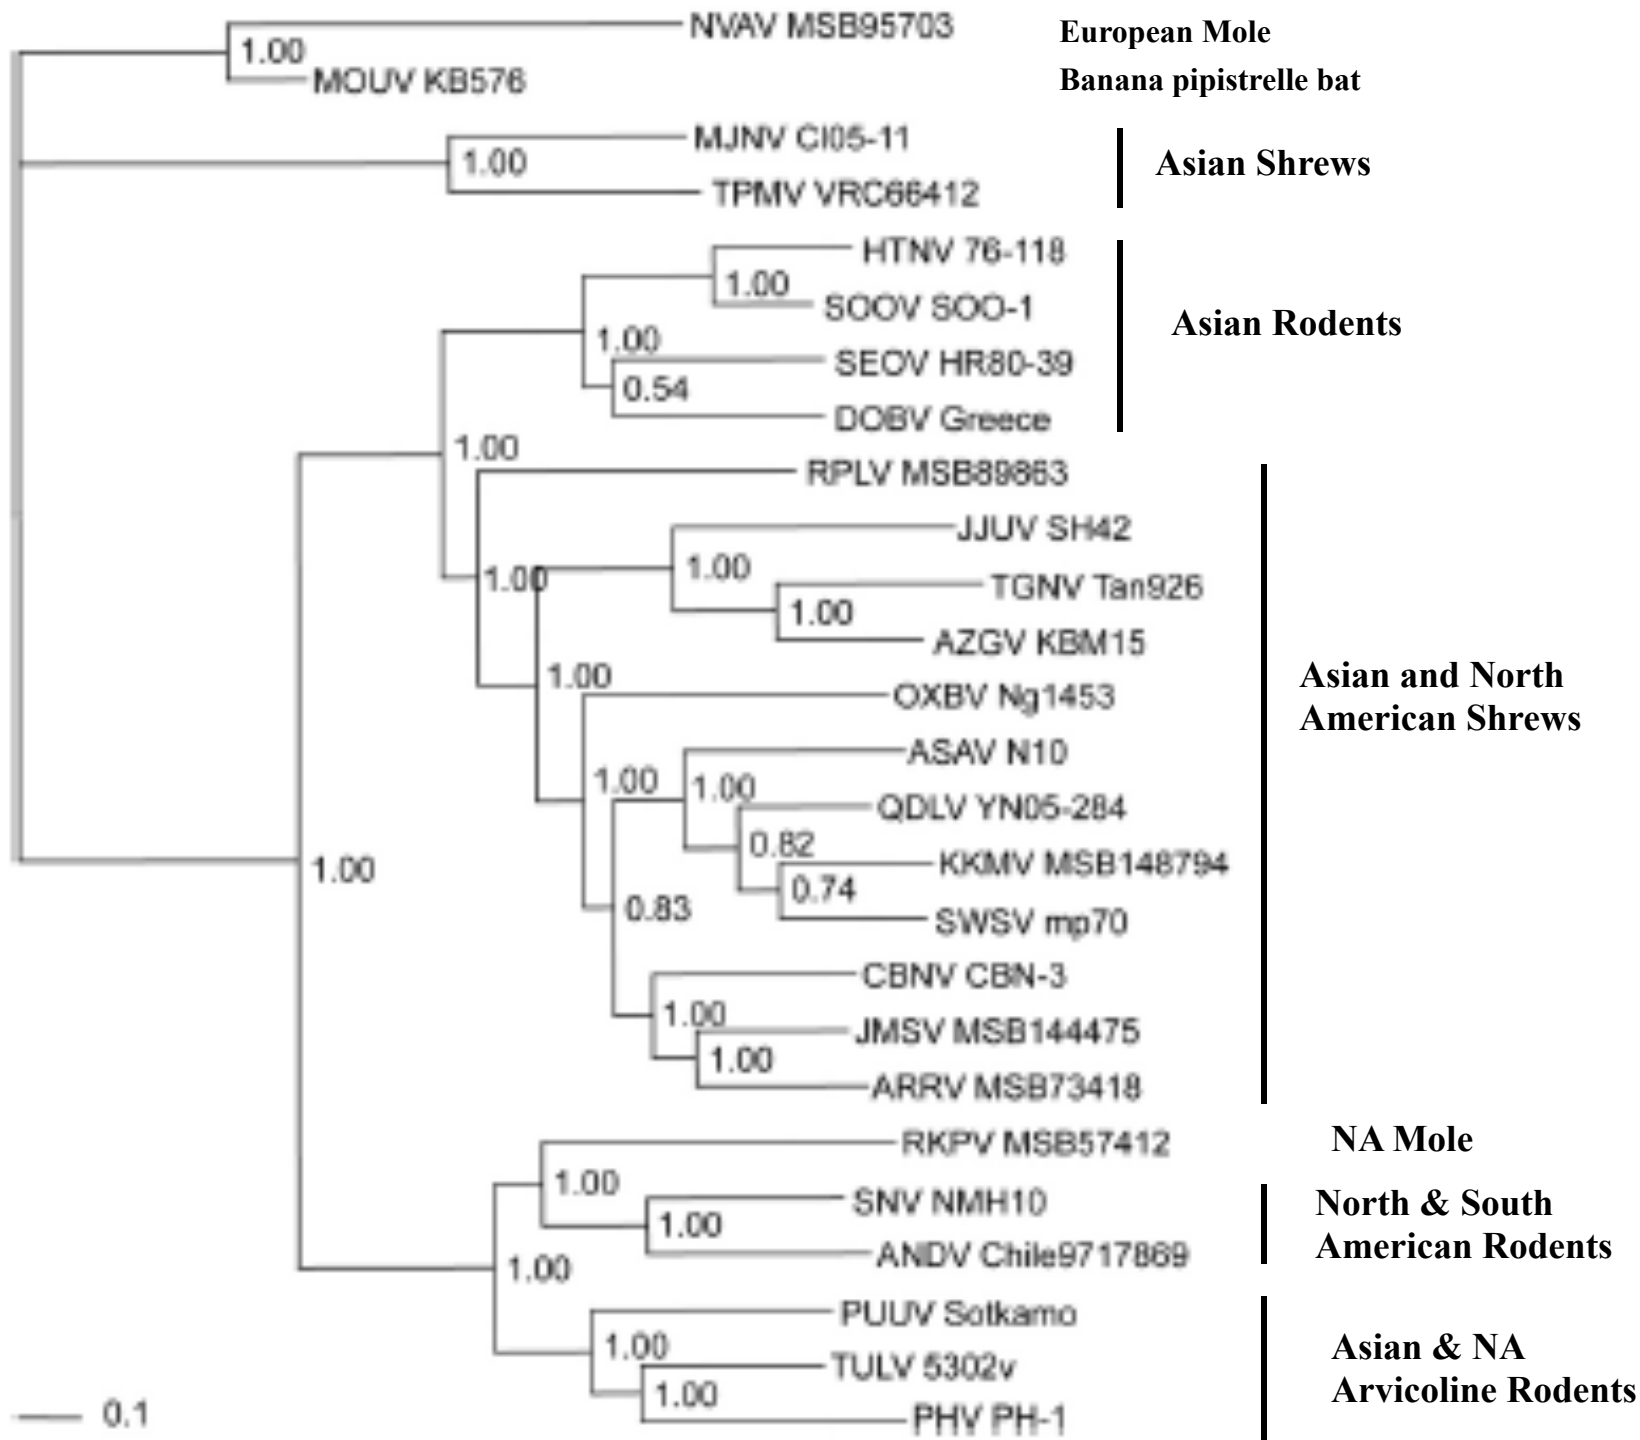 NVAV MSB95703
European Mole
1.00
MOUV KB576
Banana pipistrelle bat
MJNV CI05-11
1.00
Asian Shrews
TPMV VRC66412
HTNV 76-118
1.00
SOOV SOO-1
Asian Rodents
1.00
SEOV HR80-39
0.54
DOBV Greece
1.00
RPLV MSB89863
JJUV SH42
1.00
1.00
TGNV Tan926
1.00
AZGV KBM15
1.00
OXBV Ng1453
Asian and North
American Shrews
ASAV N10
1.00
1.00
QDLV YN05-284
0.82
KKMV MSB148794
1.00
0.74
0.83
SWSV mp70
CBNV CBN-3
1.00
JMSV MSB144475
1.00
ARRV MSB73418
RKPV MSB57412
NA Mole
1.00
SNV NMH10
North & South
American Rodents
1.00
ANDV Chile9717869
1.00
PUUV Sotkamo
1.00
TULV 5302v
Asian & NA
Arvicoline Rodents
1.00
PHV PH-1
0.1